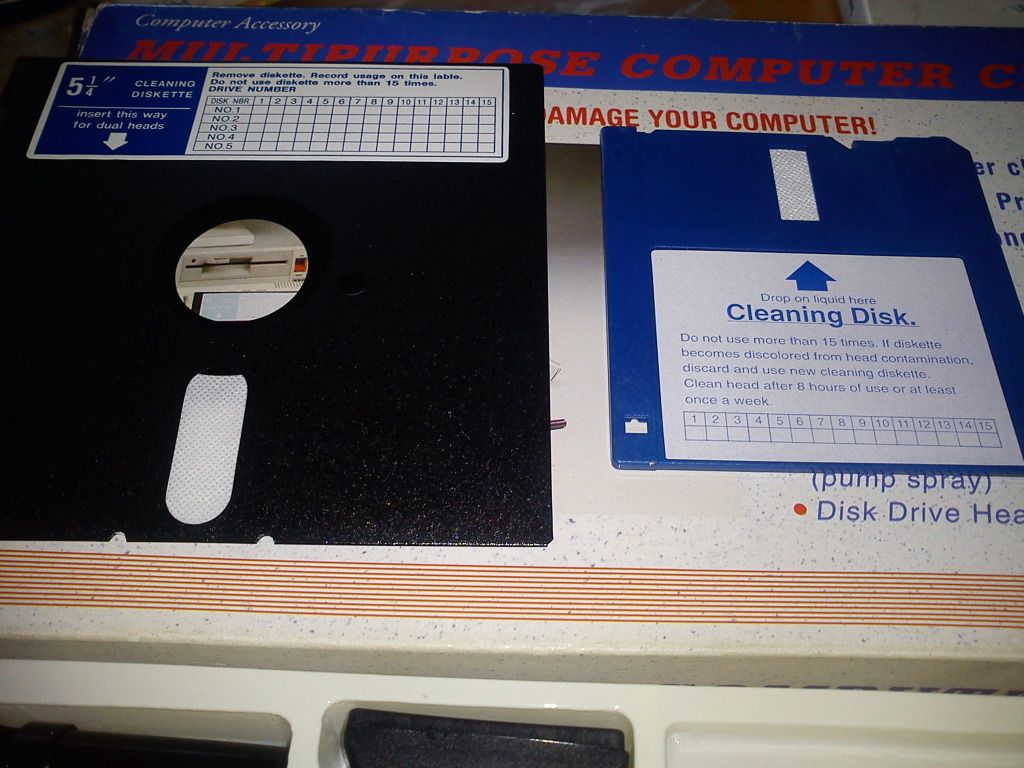 Computer Accessory
MULTIPURPOSE COMPUTER C
DAMAGE YOUR COMPUTER!
5 1/4" CLEANING
DISKETTE
insert this way
for dual heads
Remove diskette. Record usage on this lable.
Do not use diskette more than 15 times.
DRIVE NUMBER
DISK NBR 1 2 3 4 5 6 7 8 9 10 11 12 13 14 15
NO.1
NO.2
NO.3
NO.4
NO.5
Drop on liquid here
Cleaning Disk.
Do not use more than 15 times. If diskette
becomes discolored from head contamination,
discard and use new cleaning diskette.
Clean head after 8 hours of use or at least
once a week.
1 2 3 4 5 6 7 8 9 10 11 12 13 14 15
(pump spray)
• Disk Drive Hea